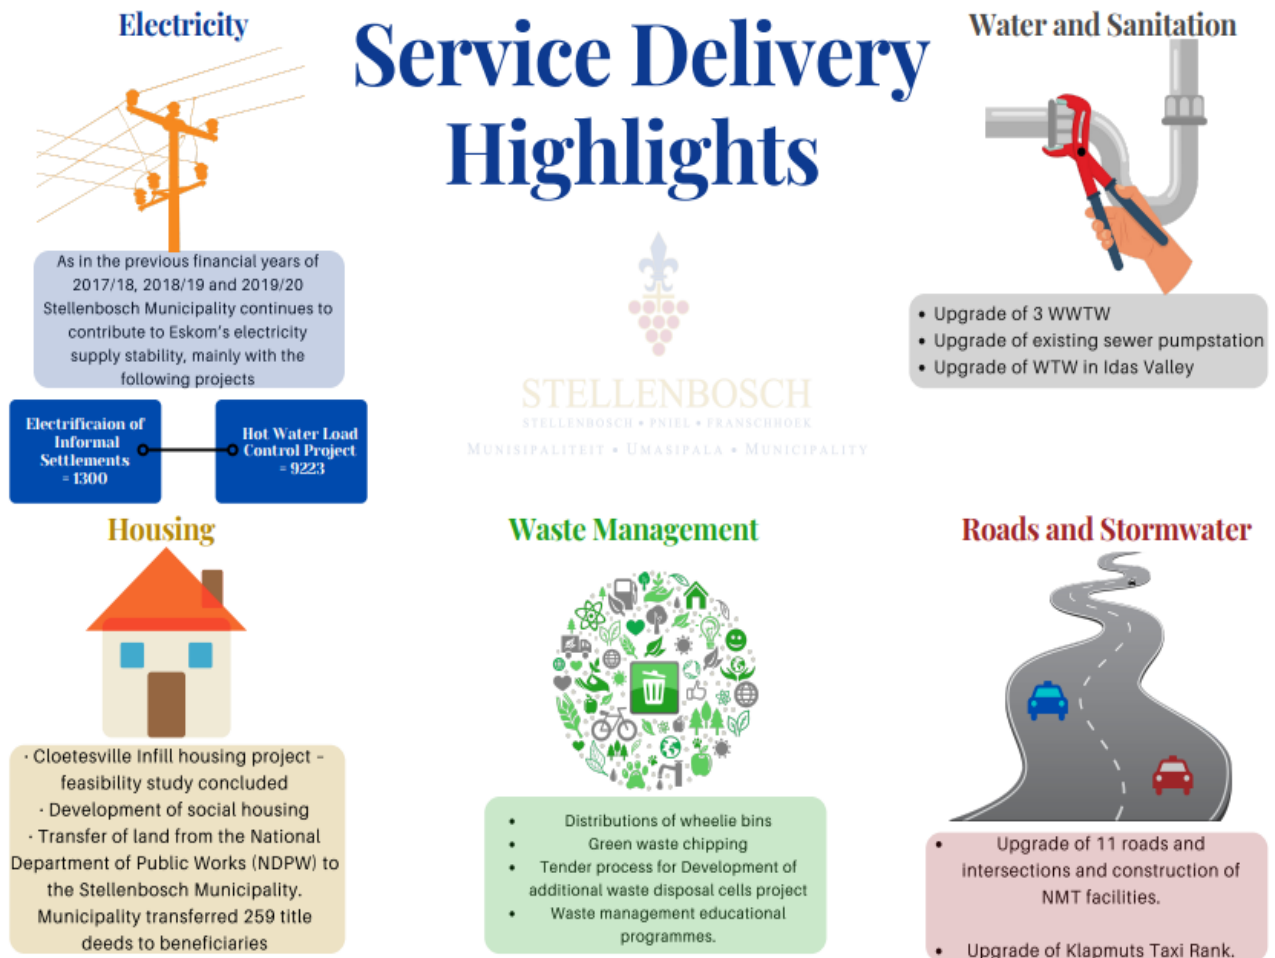 Service Delivery
Highlights
Electricity
As in the previous financial years of
2017/18, 2018/19 and 2019/20
Stellenbosch Municipality continues to
contribute to Eskom's electricity
supply stability, mainly with the
following projects
Electrificaion of
Informal
Settlements
= 1300
Hot Water Load
Control Project
= 9223
Water and Sanitation
• Upgrade of 3 WWTW
• Upgrade of existing sewer pumpstation
• Upgrade of WTW in Idas Valley
STELLENBOSCH
STELLENBOSCH • PNIEL • FRANSCHHOEK
MUNISIPALITEIT • UMASIPALA • MUNICIPALITY
Housing
· Cloetesville Infill housing project –
feasibility study concluded
· Development of social housing
· Transfer of land from the National
Department of Public Works (NDPW) to
the Stellenbosch Municipality.
Municipality transferred 259 title
deeds to beneficiaries
Waste Management
• Distributions of wheelie bins
• Green waste chipping
• Tender process for Development of
additional waste disposal cells project
• Waste management educational
programmes.
Roads and Stormwater
• Upgrade of 11 roads and
intersections and construction of
NMT facilities.
• Upgrade of Klapmuts Taxi Rank.